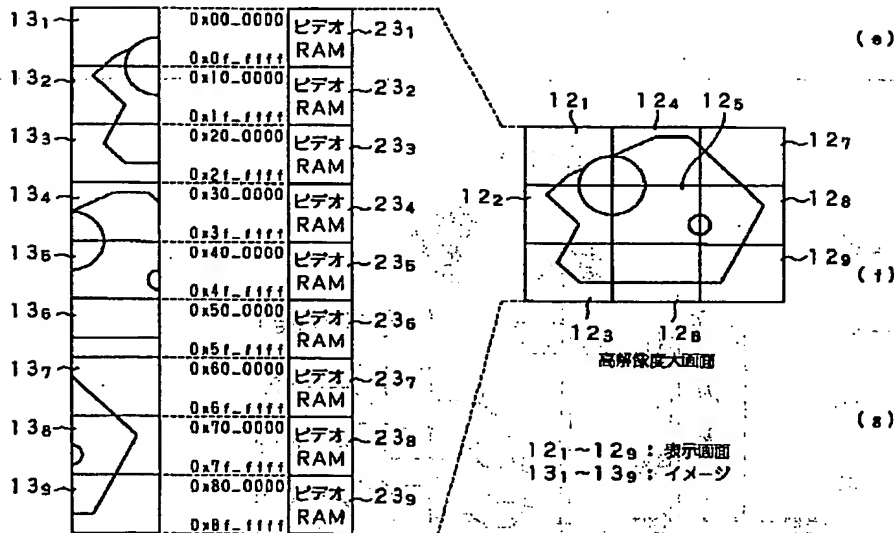 13₁
0x00_0000
ビデオ
RAM
23₁
0x0f_ffff
13₂
0x10_0000
ビデオ
RAM
23₂
0x1f_ffff
13₃
0x20_0000
ビデオ
RAM
23₃
0x2f_ffff
13₄
0x30_0000
ビデオ
RAM
23₄
0x3f_ffff
13₅
0x40_0000
ビデオ
RAM
23₅
0x4f_ffff
13₆
0x50_0000
ビデオ
RAM
23₆
0x5f_ffff
13₇
0x60_0000
ビデオ
RAM
23₇
0x6f_ffff
13₈
0x70_0000
ビデオ
RAM
23₈
0x7f_ffff
13₉
0x80_0000
ビデオ
RAM
23₉
0x8f_ffff
12₁
12₄
12₅
12₇
12₂
12₈
12₉
12₃
12₆
高解像度大画面
12₁~12₉：表示画面
13₁~13₉：イメージ
(e)
(f)
(g)